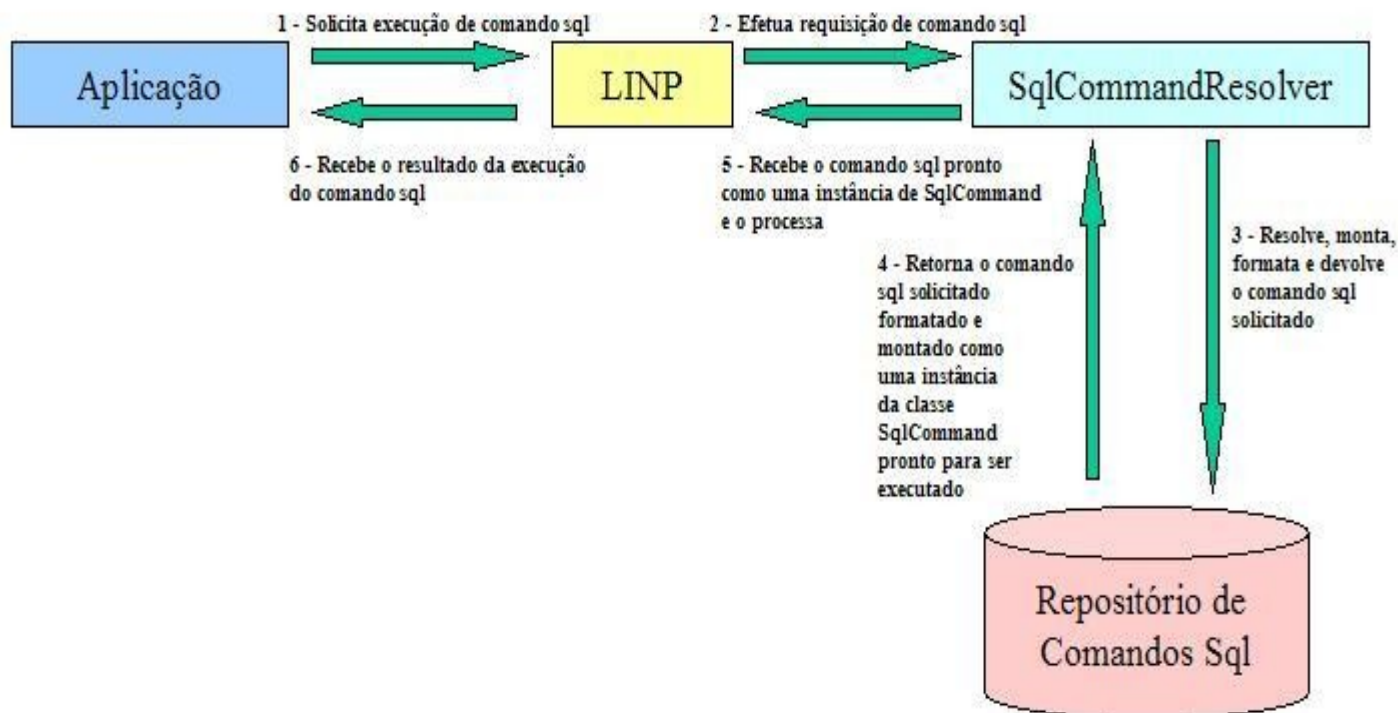 1 - Solicita execução de comando sql
2 - Efetua requisição de comando sql
Aplicação
LINP
SqlCommandResolver
6 - Recebe o resultado da execução
do comando sql
5 - Recebe o comando sql pronto
como uma instância de SqlCommand
e o processa
4 - Retorna o comando
sql solicitado
formatado e
montado como
uma instância
da classe
SqlCommand
pronto para ser
executado
3 - Resolve, monta,
formata e devolve
o comando sql
solicitado
Repositório de
Comandos Sql